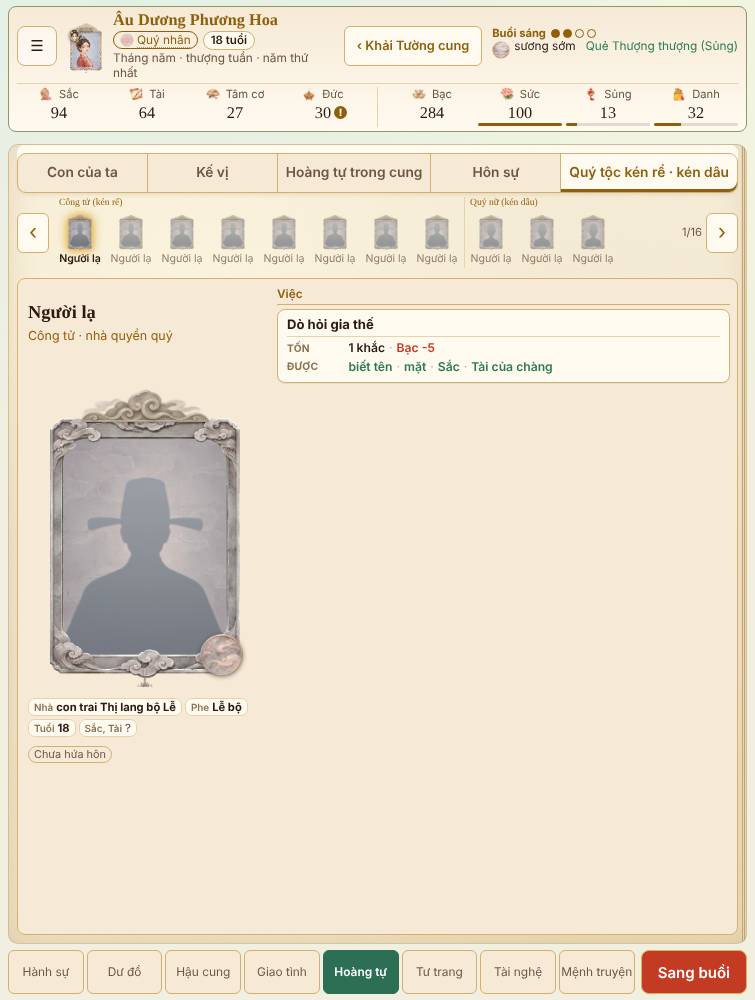 Âu Dương Phương Hoa
☰
Quý nhân
18 tuổi
Tháng năm · thượng tuần · năm thứ
nhất
‹ Khải Tường cung
Buổi sáng
sương sớm
Quẻ Thượng thượng (Sủng)
Sắc
94
Tài
64
Tâm cơ
27
Đức
30 !
Bạc
284
Sức
100
Sủng
13
Danh
32
Con của ta
Kế vị
Hoàng tự trong cung
Hôn sự
Quý tộc kén rể · kén dâu
Công tử (kén rể)
Quý nữ (kén dâu)
‹
1/16
›
Người lạ Người lạ Người lạ Người lạ Người lạ Người lạ Người lạ Người lạ Người lạ Người lạ Người lạ
Người lạ
Công tử · nhà quyền quý
Việc
Dò hỏi gia thế
TỐN 1 khắc · Bạc -5
ĐƯỢC biết tên · mặt · Sắc · Tài của chàng
Nhà con trai Thị lang bộ Lễ
Phe Lễ bộ
Tuổi 18
Sắc, Tài ?
Chưa hứa hôn
Hành sự
Dư đồ
Hậu cung
Giao tình
Hoàng tự
Tư trang
Tài nghệ
Mệnh truyện
Sang buổi